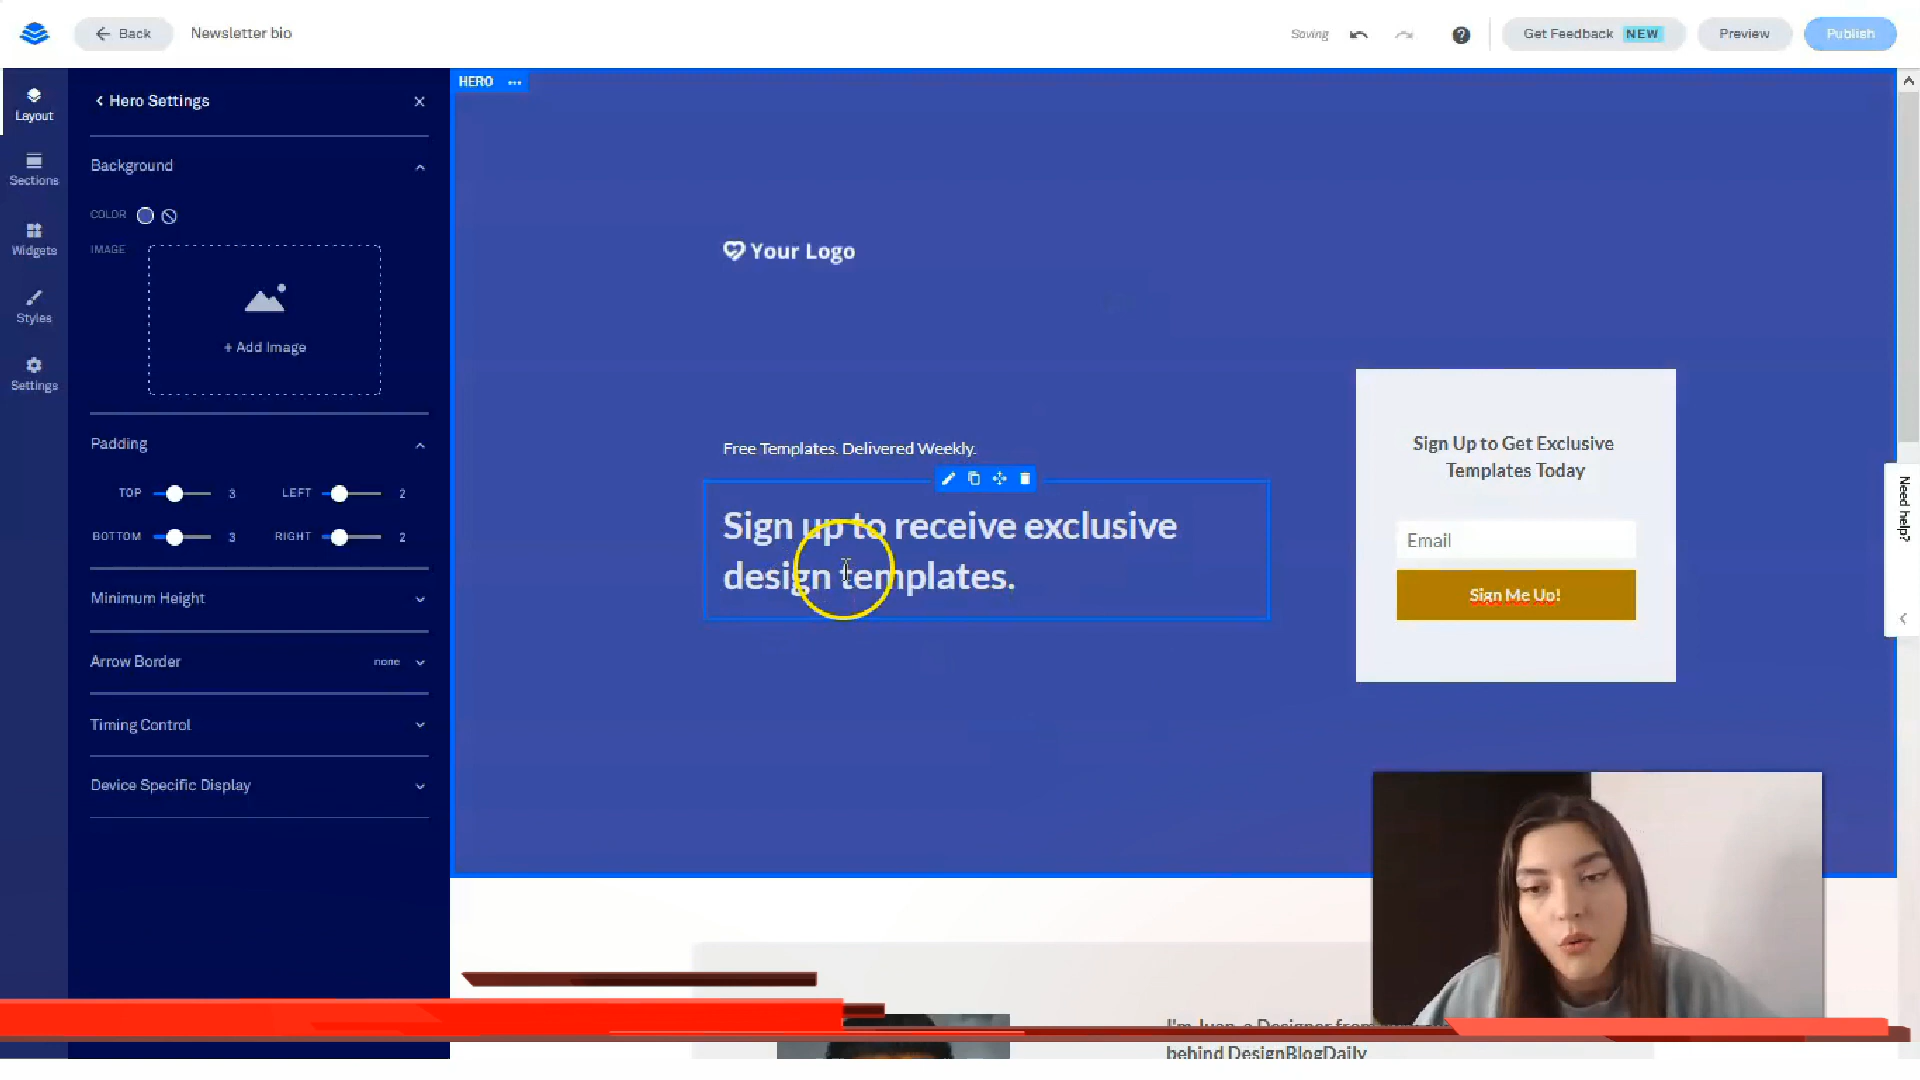 Back
Newsletter bio
Saving
Get Feedback NEW
Preview
Publish
Layout
Sections
Widgets
Styles
Settings
Hero Settings
Background
COLOR
IMAGE
+ Add Image
Padding
TOP 3 LEFT 2
BOTTOM 3 RIGHT 2
Minimum Height
Arrow Border none
Timing Control
Device Specific Display
HERO ...
Your Logo
Free Templates. Delivered Weekly.
Sign up to receive exclusive
design templates.
Sign Up to Get Exclusive
Templates Today
Email
Sign Me Up!
Need help?
I'm Juan, a Designer from
behind DesignBlogDaily